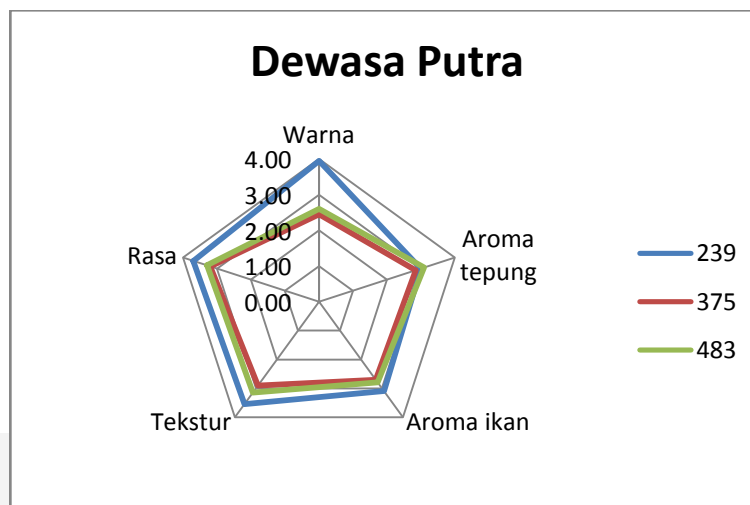 Dewasa Putra
Warna
4.00
3.00
2.00
1.00
0.00
Aroma
tepung
Aroma ikan
Tekstur
Rasa
239
375
483